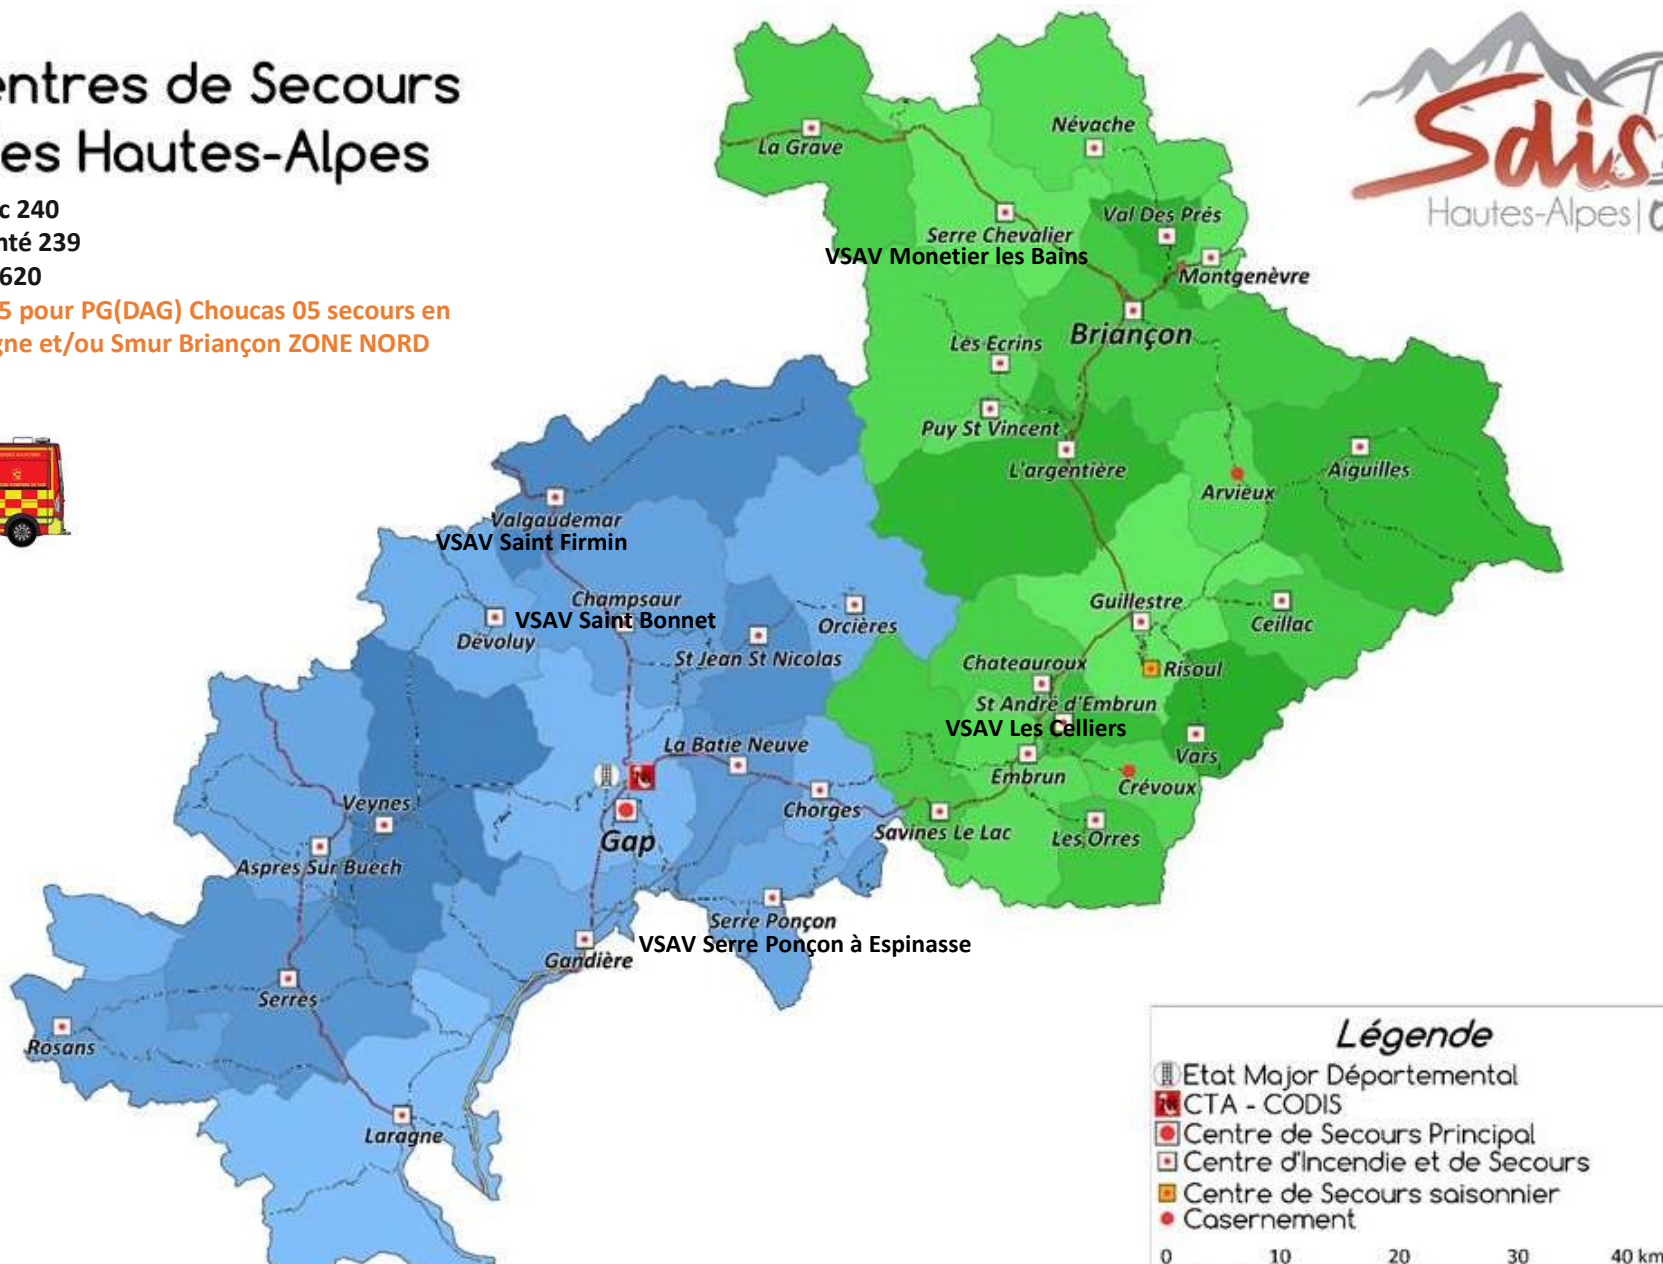 entres de Secours
es Hautes-Alpes
c 240
nté 239
620
5 pour PG(DAG) Choucas 05 secours en
gne et/ou Smur Briançon ZONE NORD
Sdis
Hautes-Alpes|0
La Grave
Névache
Serre Chevalier
VSAV Monetier les Bains
Val Des Prés
Montgenèvre
Briançon
Les Ecrins
Puy St Vincent
L'argentière
Arvieux
Aiguilles
Valgaudemar
VSAV Saint Firmin
Champsaur
VSAV Saint Bonnet
Dévoluy
St Jean St Nicolas
Orcières
Guillestre
Ceillac
Risoul
Chateauroux
St André d'Embrun
VSAV Les Celliers
Embrun
Vars
Crévoux
Les Orres
Savines Le Lac
La Batie Neuve
Chorges
Gap
Veynes
Aspres Sur Buech
Serre Ponçon
VSAV Serre Ponçon à Espinasse
Gandière
Serres
Rosans
Laragne
Légende
Etat Major Départemental
CTA - CODIS
Centre de Secours Principal
Centre d'Incendie et de Secours
Centre de Secours saisonnier
Casernement
0 10 20 30 40 km